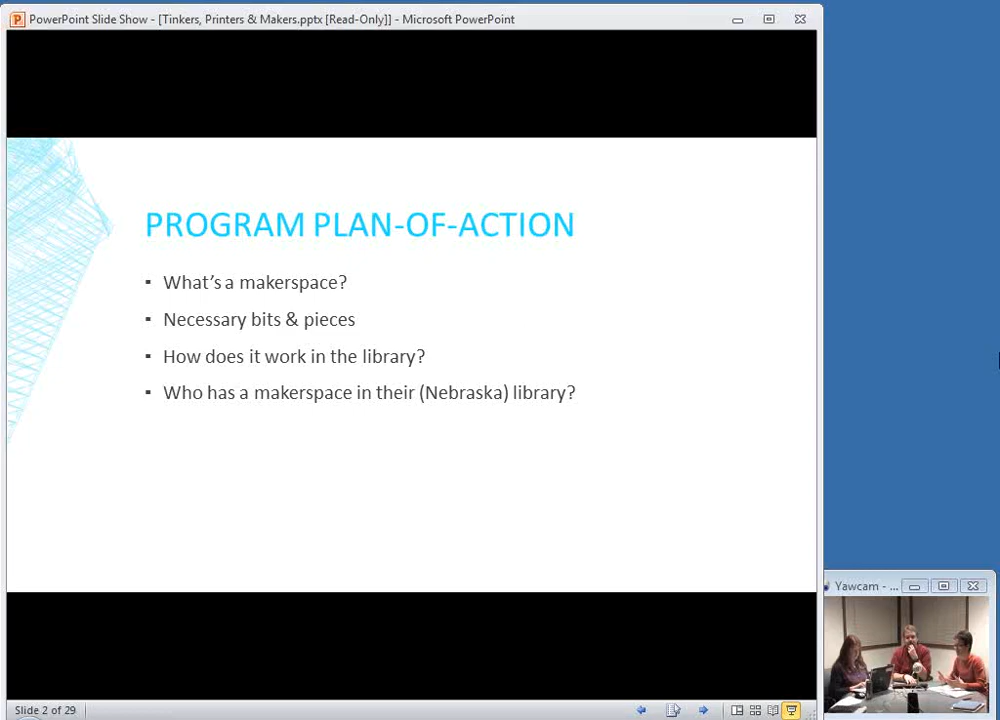 PowerPoint Slide Show - [Tinkers, Printers & Makers.pptx [Read-Only]] - Microsoft PowerPoint
PROGRAM PLAN-OF-ACTION
▪ What's a makerspace?
▪ Necessary bits & pieces
▪ How does it work in the library?
▪ Who has a makerspace in their (Nebraska) library?
Yawcam - ...
Slide 2 of 29